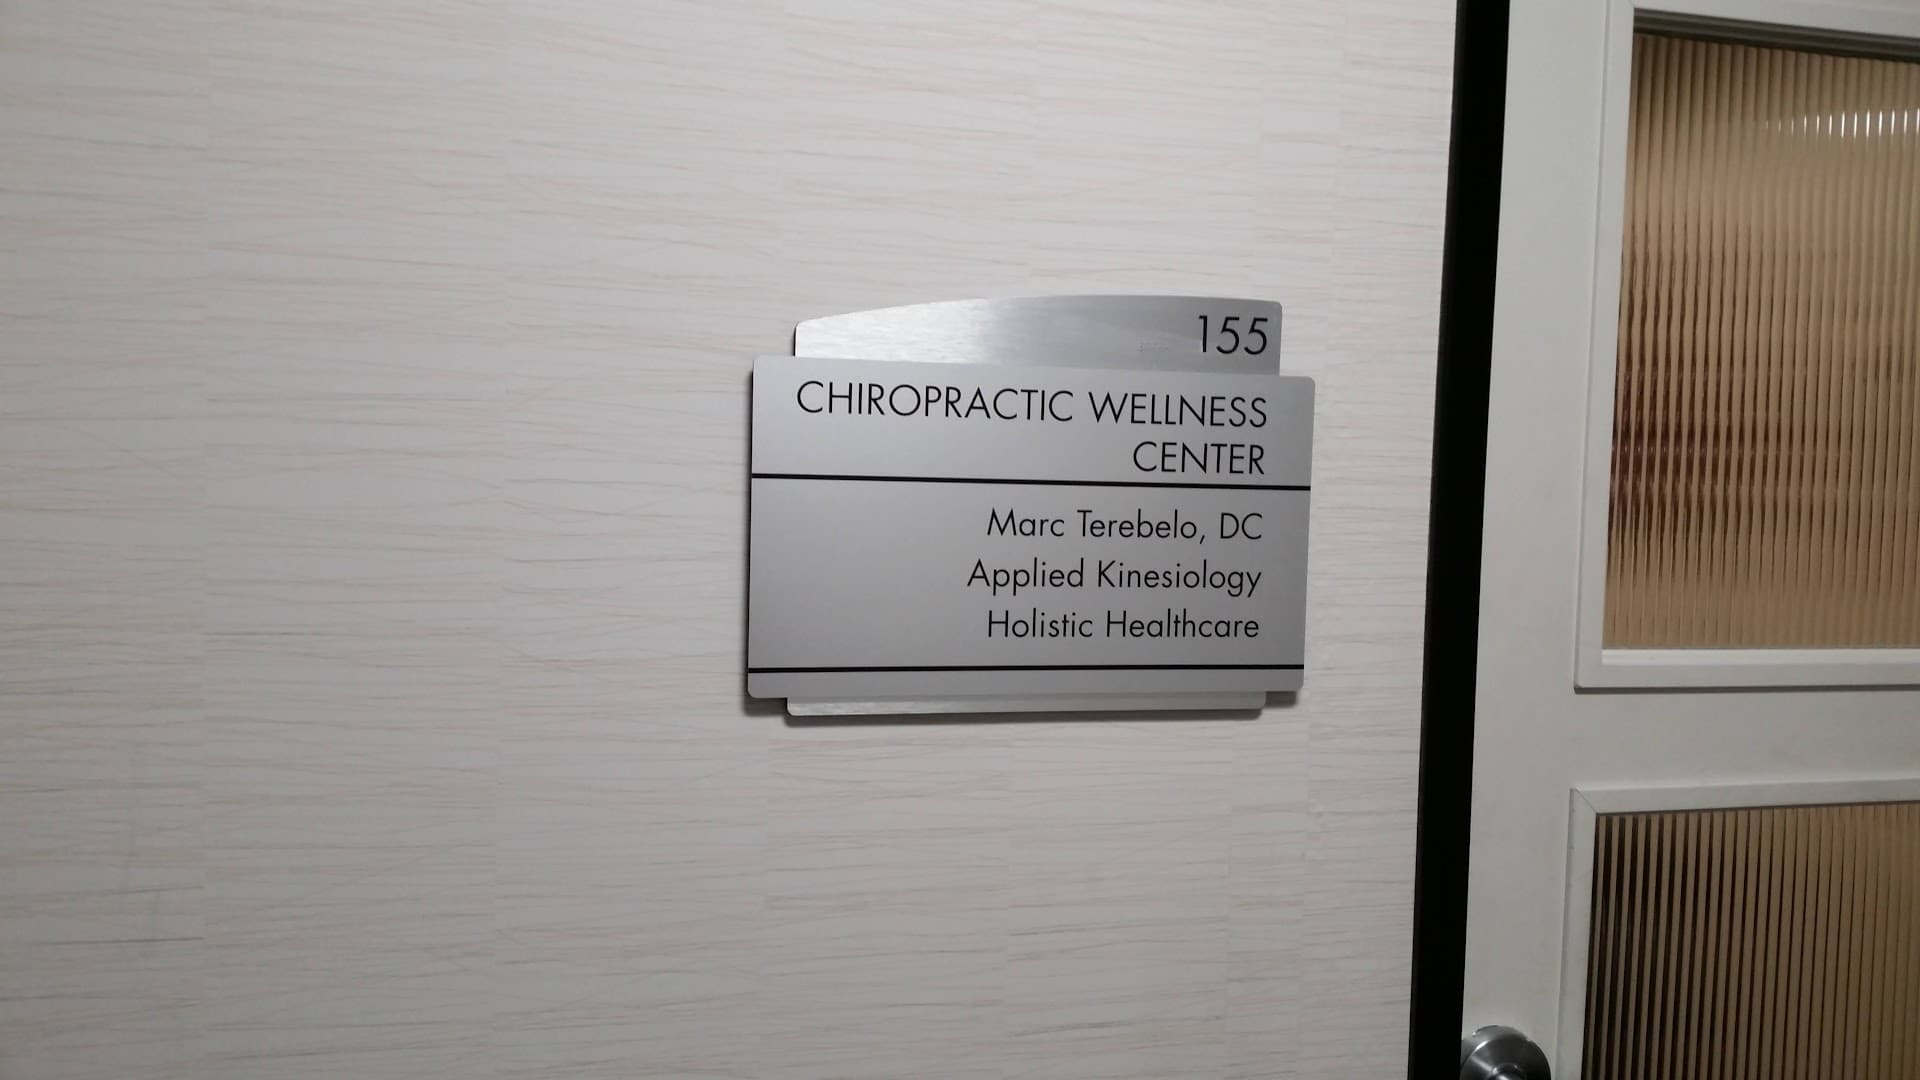 155
CHIROPRACTIC WELLNESS
CENTER
Marc Terebelo, DC
Applied Kinesiology
Holistic Healthcare